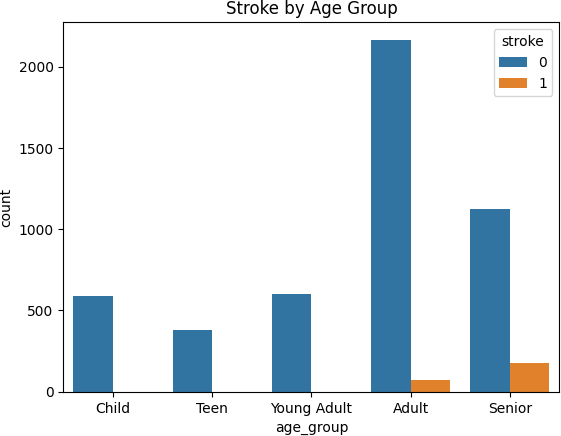 Stroke by Age Group
stroke
0
1
count
2000
1500
1000
500
0
Child
Teen
Young Adult
Adult
Senior
age_group